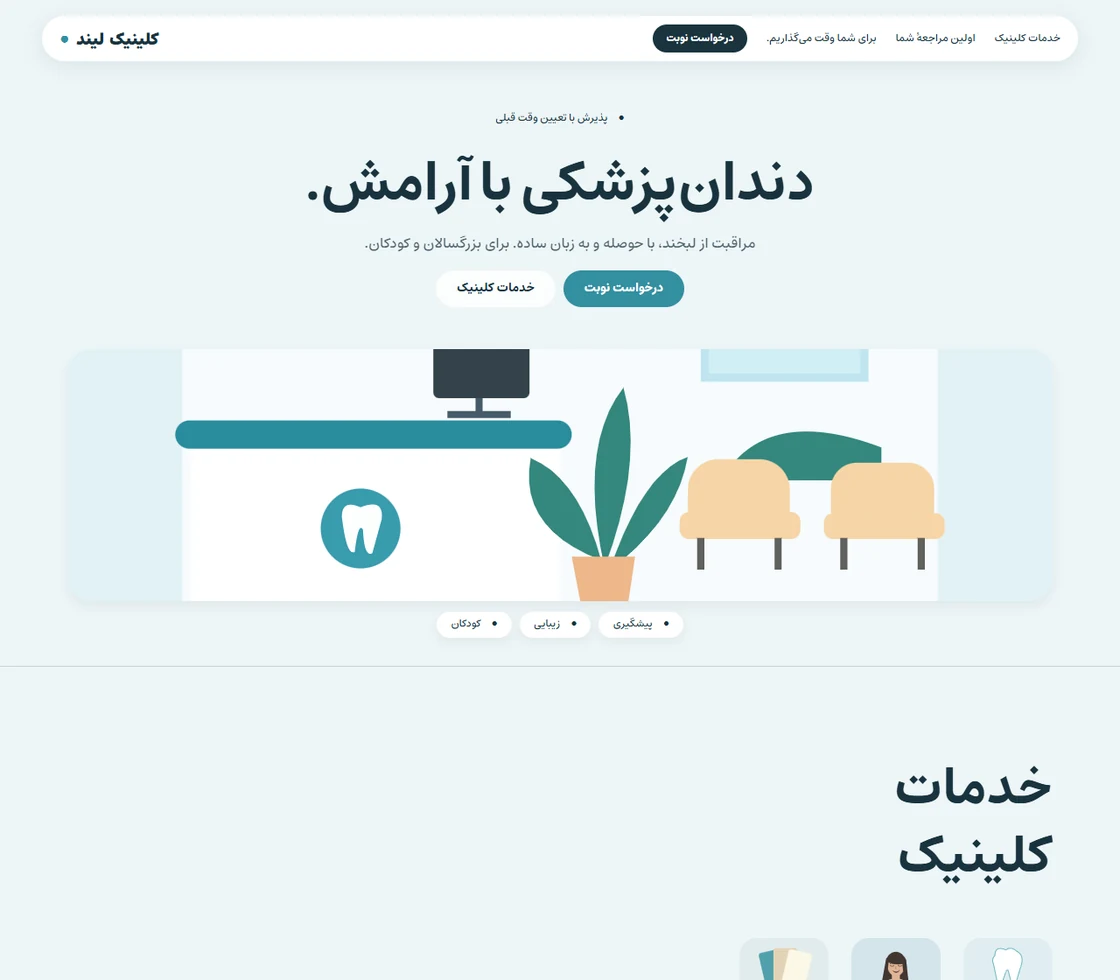 خدمات کلینیک
اولین مراجعهٔ شما
برای شما وقت می‌گذاریم.
درخواست نوبت
کلینیک لیند
پذیرش با تعیین وقت قبلی
دندان‌پزشکی با آرامش.
مراقبت از لبخند، با حوصله و به زبان ساده. برای بزرگسالان و کودکان.
درخواست نوبت
خدمات کلینیک
پیشگیری
زیبایی
کودکان
خدمات
کلینیک